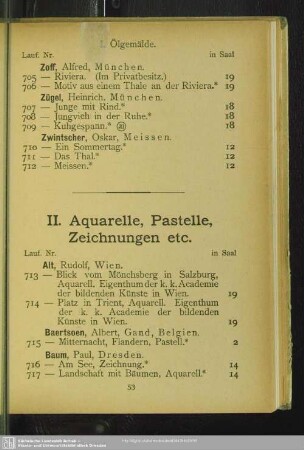 I. Ölgemälde.
Lauf. Nr. in Saal
Zoff, Alfred, München.
705 — Riviera. (Im Privatbesitz.) 19
706 — Motiv aus einem Thale an der Riviera.* 19
Zügel, Heinrich. München.
707 — Junge mit Rind.* 18
708 — Jungvieh in der Ruhe.* 18
709 — Kuhgespann.* 18
Zwintscher, Oskar, Meissen.
710 — Ein Sommertag.* 12
711 — Das Thal.* 12
712 — Meissen.* 12
II. Aquarelle, Pastelle,
Zeichnungen etc.
Lauf. Nr. in Saal
Alt, Rudolf, Wien.
713 — Blick vom Mönchsberg in Salzburg,
Aquarell. Eigenthum der k. k. Academie
der bildenden Künste in Wien. 19
714 — Platz in Trient, Aquarell. Eigenthum
der k. k. Academie der bildenden
Künste in Wien. 19
Baertsoen, Albert, Gand, Belgien.
715 — Mitternacht, Flandern, Pastell.* 2
Baum, Paul, Dresden.
716 — Am See, Zeichnung.* 14
717 — Landschaft mit Bäumen, Aquarell.* 14
53